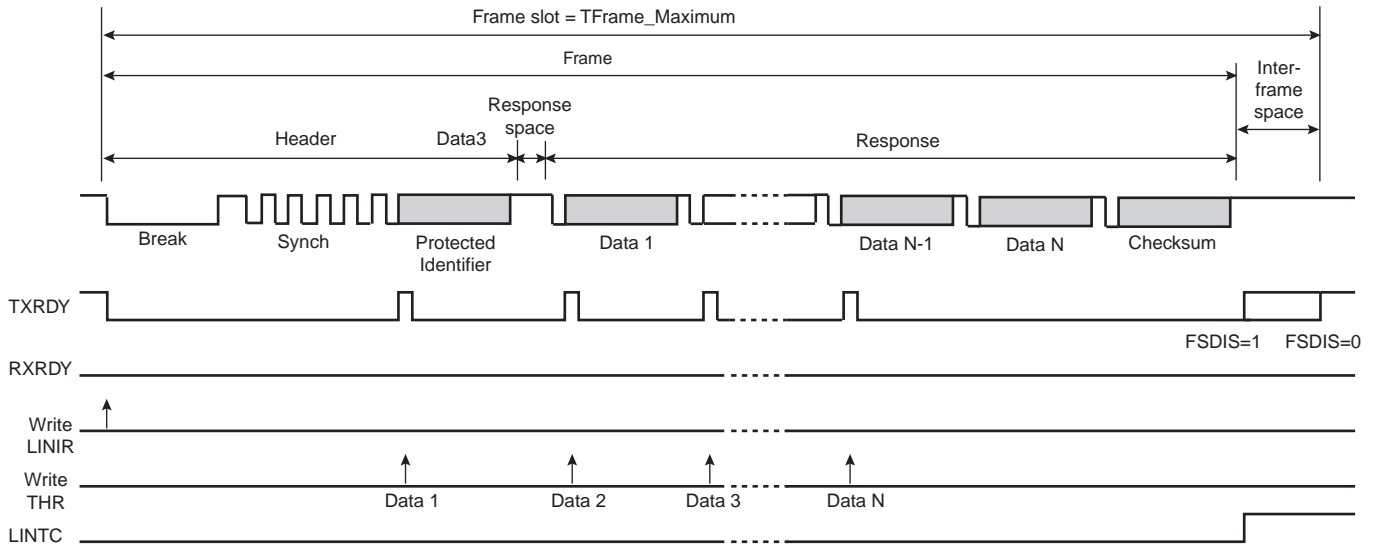 Frame slot = TFrame_Maximum
Frame
Inter-
frame
space
Response
space
Header
Data3
Response
Break
Synch
Protected
Identifier
Data 1
Data N-1
Data N
Checksum
TXRDY
FSDIS=1
FSDIS=0
RXRDY
Write
LINIR
Write
THR
Data 1
Data 2
Data 3
Data N
LINTC